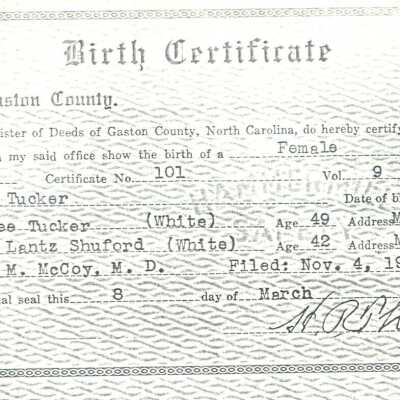 Birth Certificate
aston County.
ister of Deeds of Gaston County, North Carolina, do hereby certify
my said office show the birth of a Female
Certificate No. 101 Vol. 9
Tucker Date of bi
ee Tucker (White) Age 49 Address M
Lantz Shuford (White) Age 42 Address M
M. McCoy, M. D. Filed: Nov. 4, 19
al seal this 8 day of March